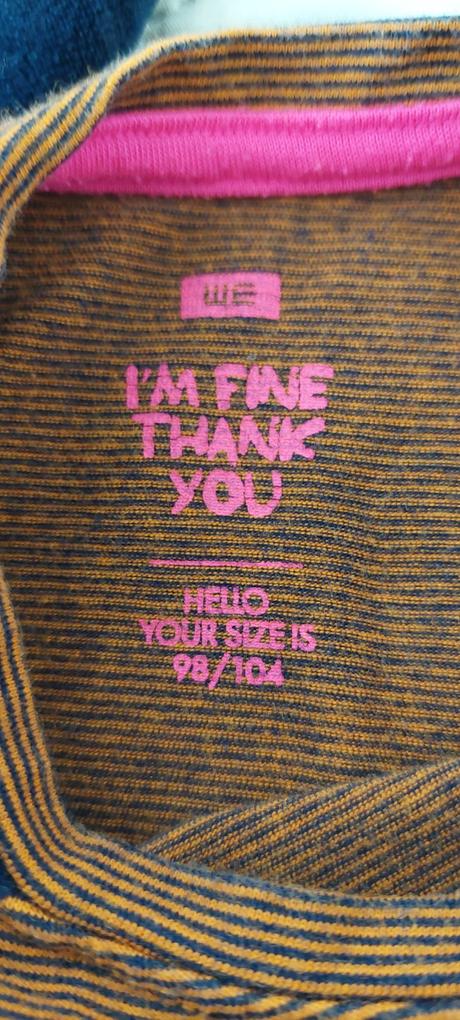 WE
I'M FINE
THANK
YOU
HELLO
YOUR SIZE IS
98/104